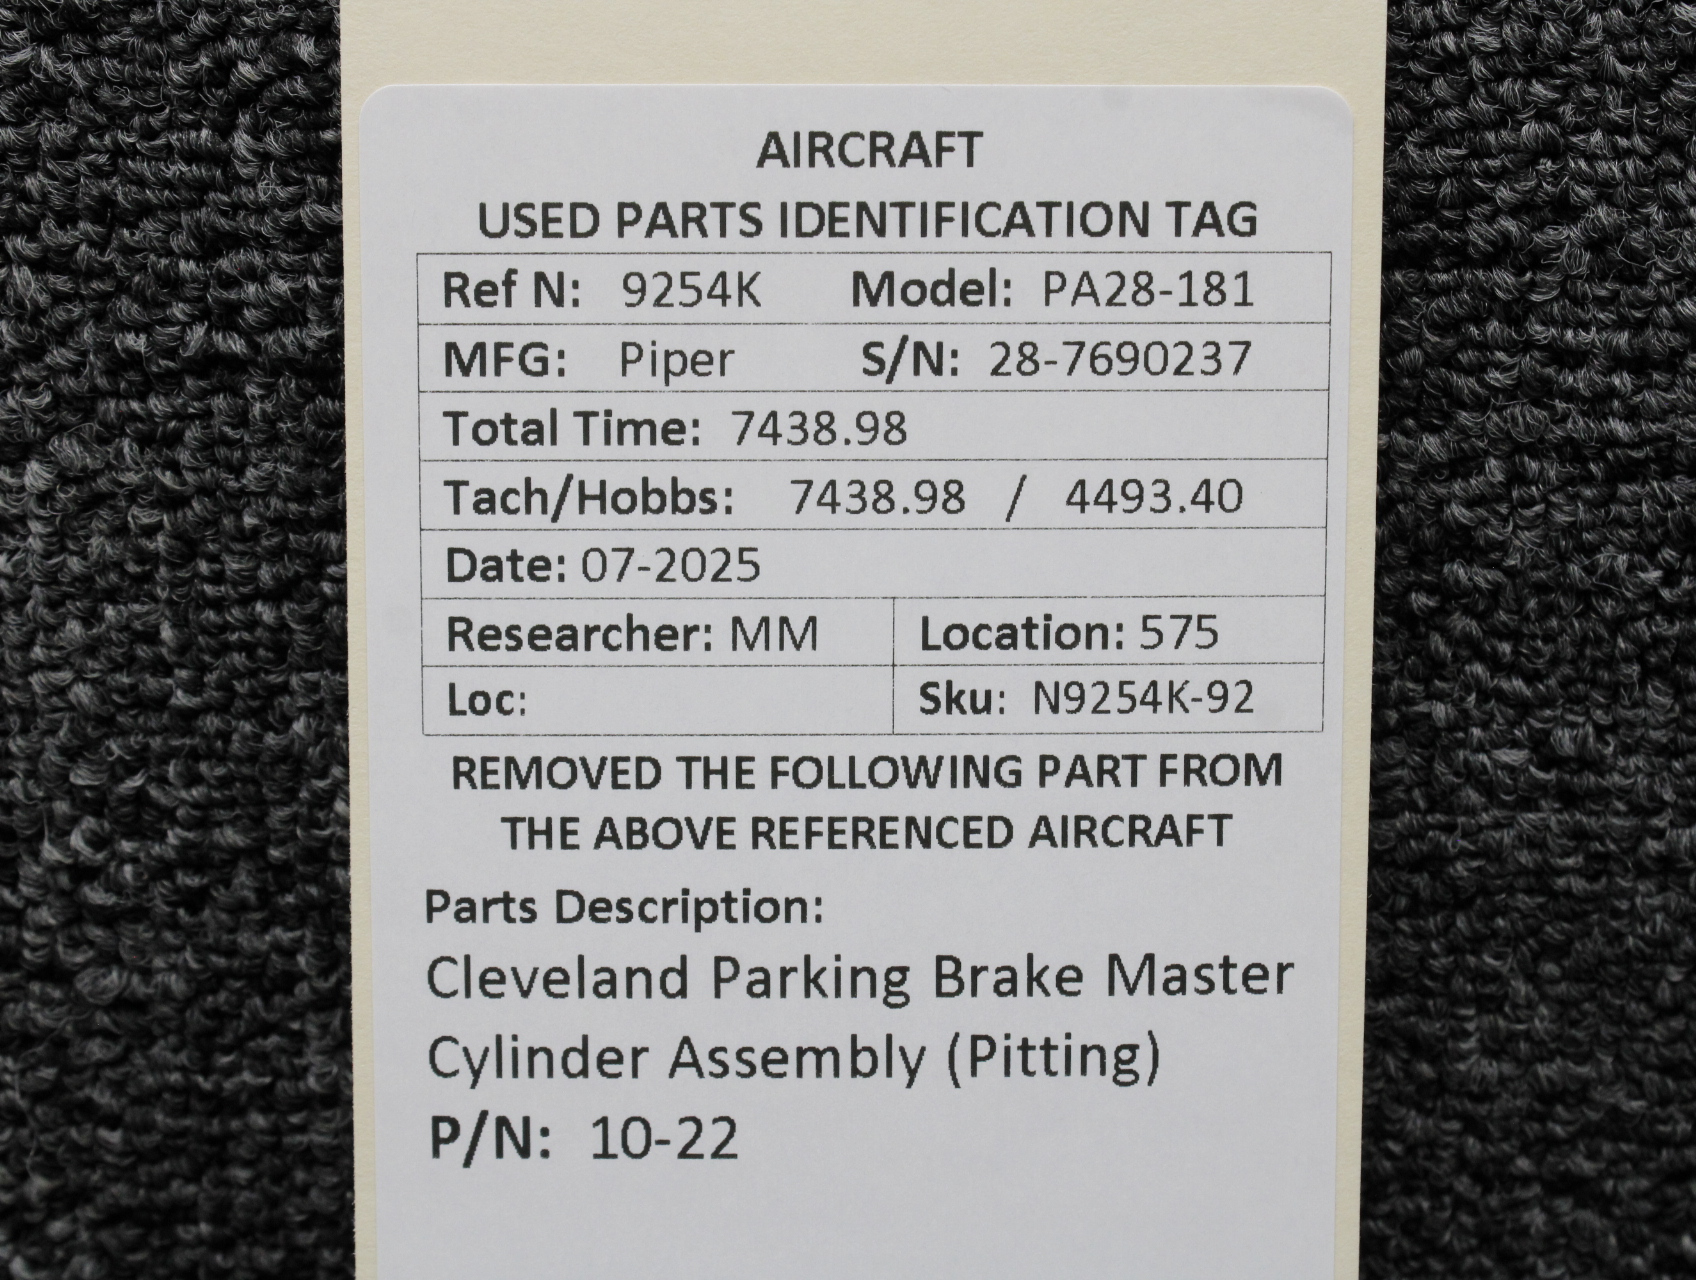 AIRCRAFT
USED PARTS IDENTIFICATION TAG
Ref N: 9254K Model: PA28-181
MFG: Piper S/N: 28-7690237
Total Time: 7438.98
Tach/Hobbs: 7438.98 / 4493.40
Date: 07-2025
Researcher: MM Location: 575
Loc: Sku: N9254K-92
REMOVED THE FOLLOWING PART FROM
THE ABOVE REFERENCED AIRCRAFT
Parts Description:
Cleveland Parking Brake Master
Cylinder Assembly (Pitting)
P/N: 10-22